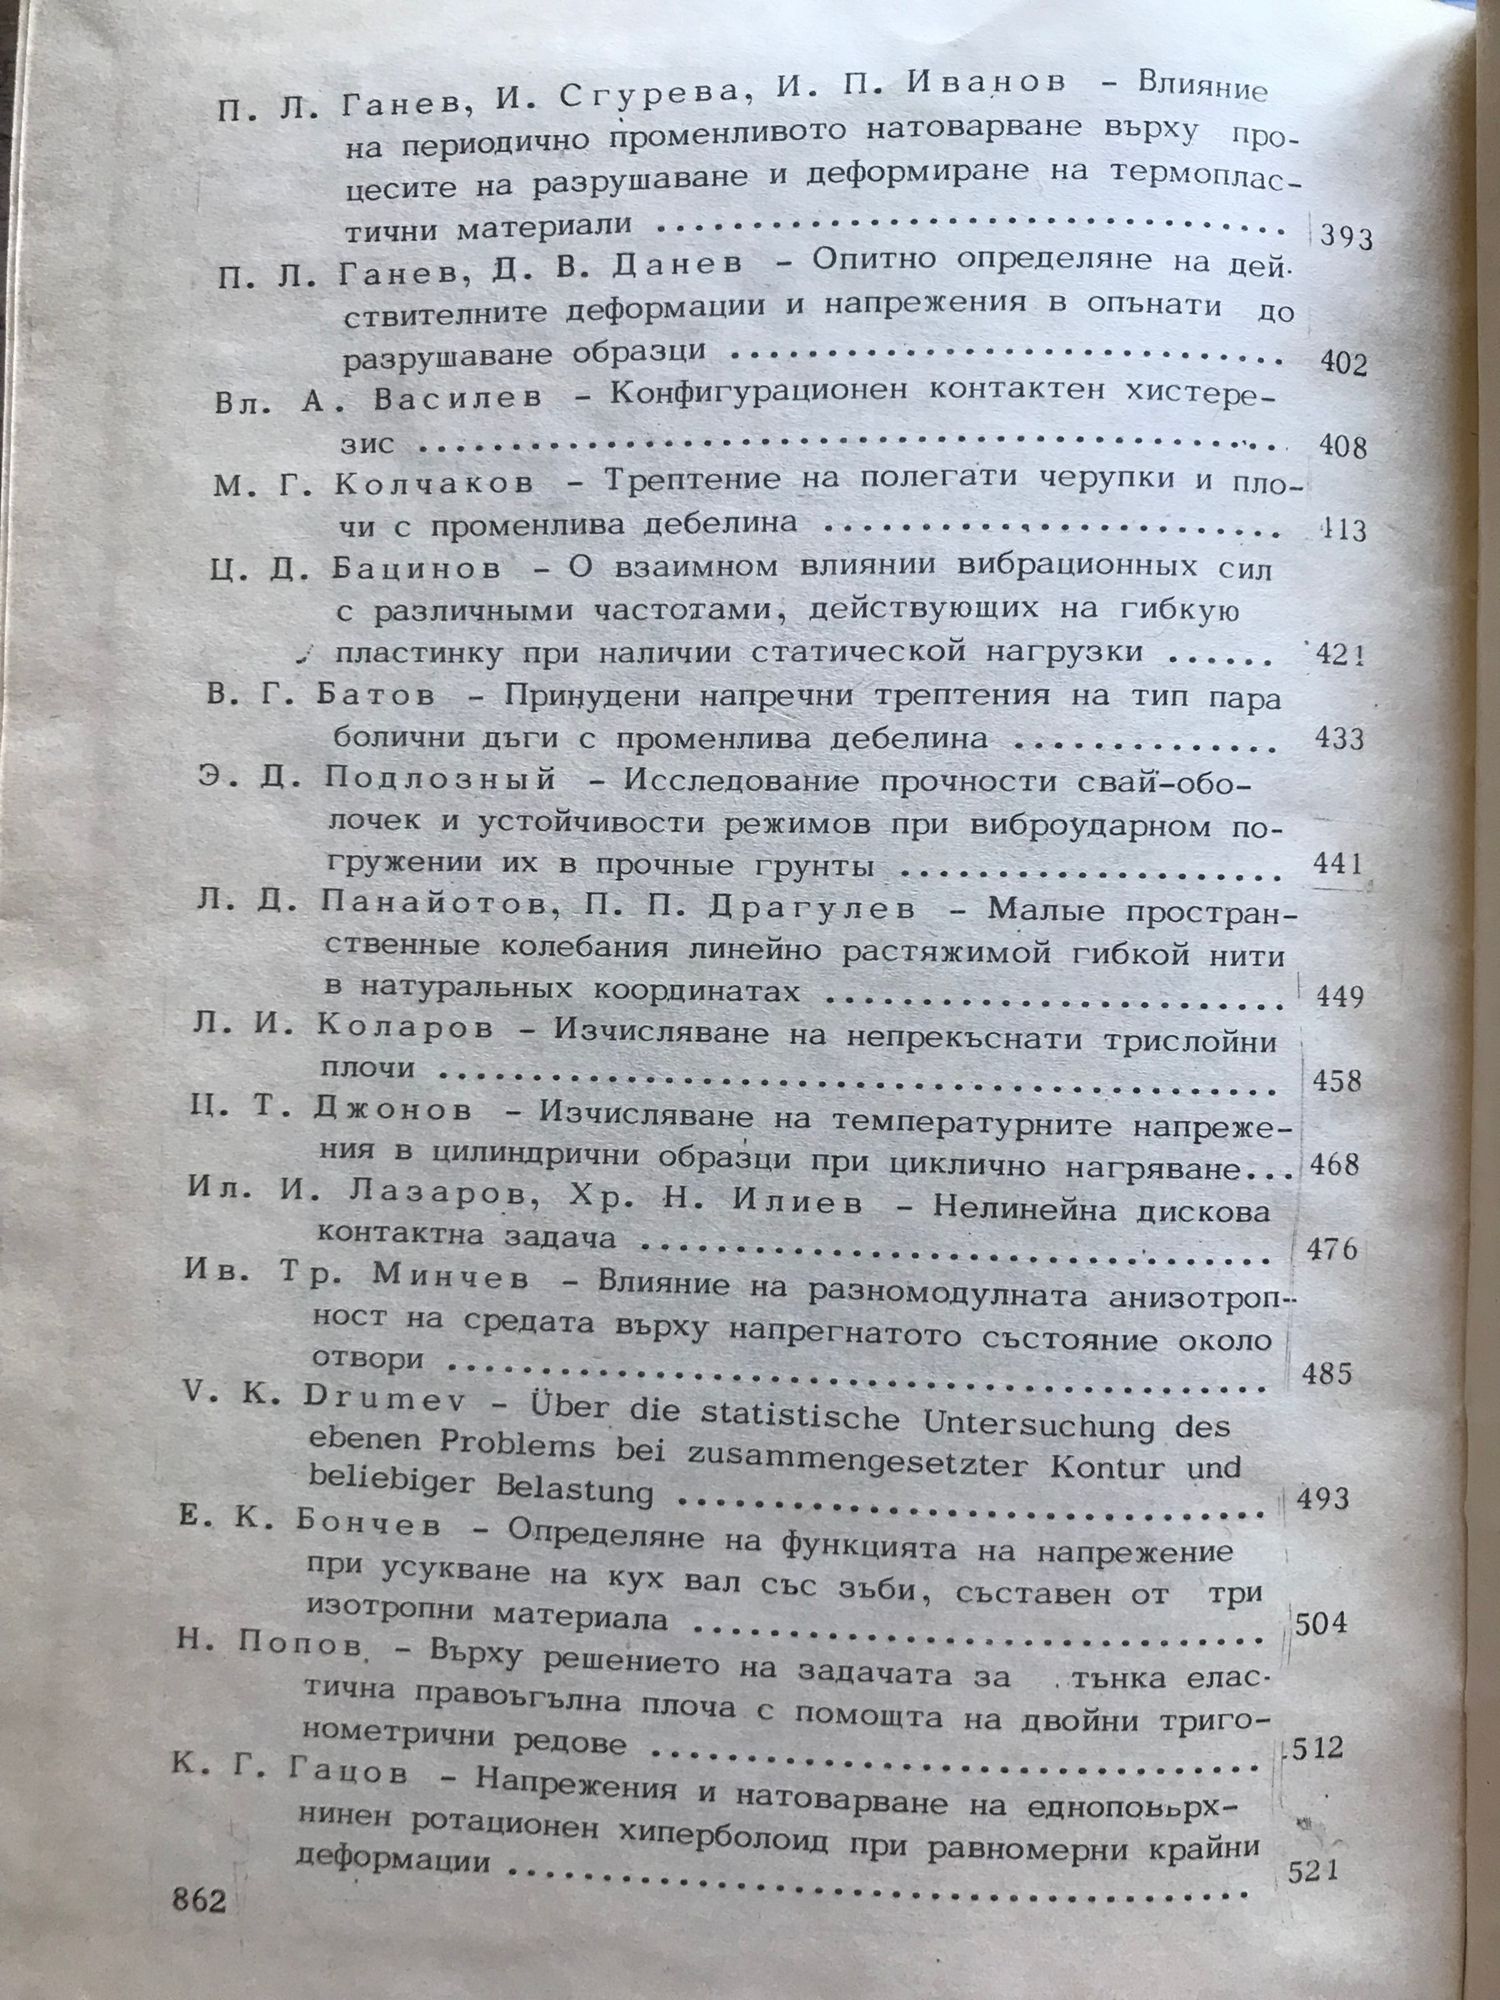 П. Л. Ганев, И. Сгурева, И. П. Иванов – Влияние
на периодично променливото натоварване върху про-
цесите на разрушаване и деформиране на термоплас-
тични материали ........................................ 393
П. Л. Ганев, Д. В. Данев – Опитно определяне на дей-
ствителните деформации и напрежения в опънати до
разрушаване образци .................................... 402
Вл. А. Василев – Конфигурационен контактен хистере-
зис .................................................... 408
М. Г. Колчаков – Трептение на полегати черупки и пло-
чи с променлива дебелина ............................... 413
Ц. Д. Бацинов – О взаимном влиянии вибрационных сил
с различными частотами, действующих на гибкую
пластинку при наличии статической нагрузки ...... 421
В. Г. Батов – Принудени напречни трептения на тип пара
болични дъги с променлива дебелина .............. 433
Э. Д. Подлозный – Исследование прочности свай-обо-
лочек и устойчивости режимов при виброударном по-
гружении их в прочные грунты ..................... 441
Л. Д. Панайотов, П. П. Драгулев – Малые простран-
ственные колебания линейно растяжимой гибкой нити
в натуральных координатах ........................ 449
Л. И. Коларов – Изчисляване на непрекъснати трислойни
плочи .................................................. 458
Ц. Т. Джонов – Изчисляване на температурните напреже-
ния в цилиндрични образци при циклично нагряване... 468
Ил. И. Лазаров, Хр. Н. Илиев – Нелинейна дискова
контактна задача ....................................... 476
Ив. Тр. Минчев – Влияние на разномодулната анизотроп-
ност на средата върху напрегнатото състояние около
отвори ................................................. 485
V. K. Drumev – Über die statistische Untersuchung des
ebenen Problems bei zusammengesetzter Kontur und
beliebiger Belastung ................................... 493
Е. К. Бончев – Определяне на функцията на напрежение
при усукване на кух вал със зъби, съставен от три
изотропни материала .................................... 504
Н. Попов – Върху решението на задачата за тънка елас-
тична правоъгълна плоча с помощта на двойни триго-
нометрични редове ...................................... 512
К. Г. Гацов – Напрежения и натоварване на едноповърх-
нинен ротационен хиперболоид при равномерни крайни
деформации ............................................. 521
862